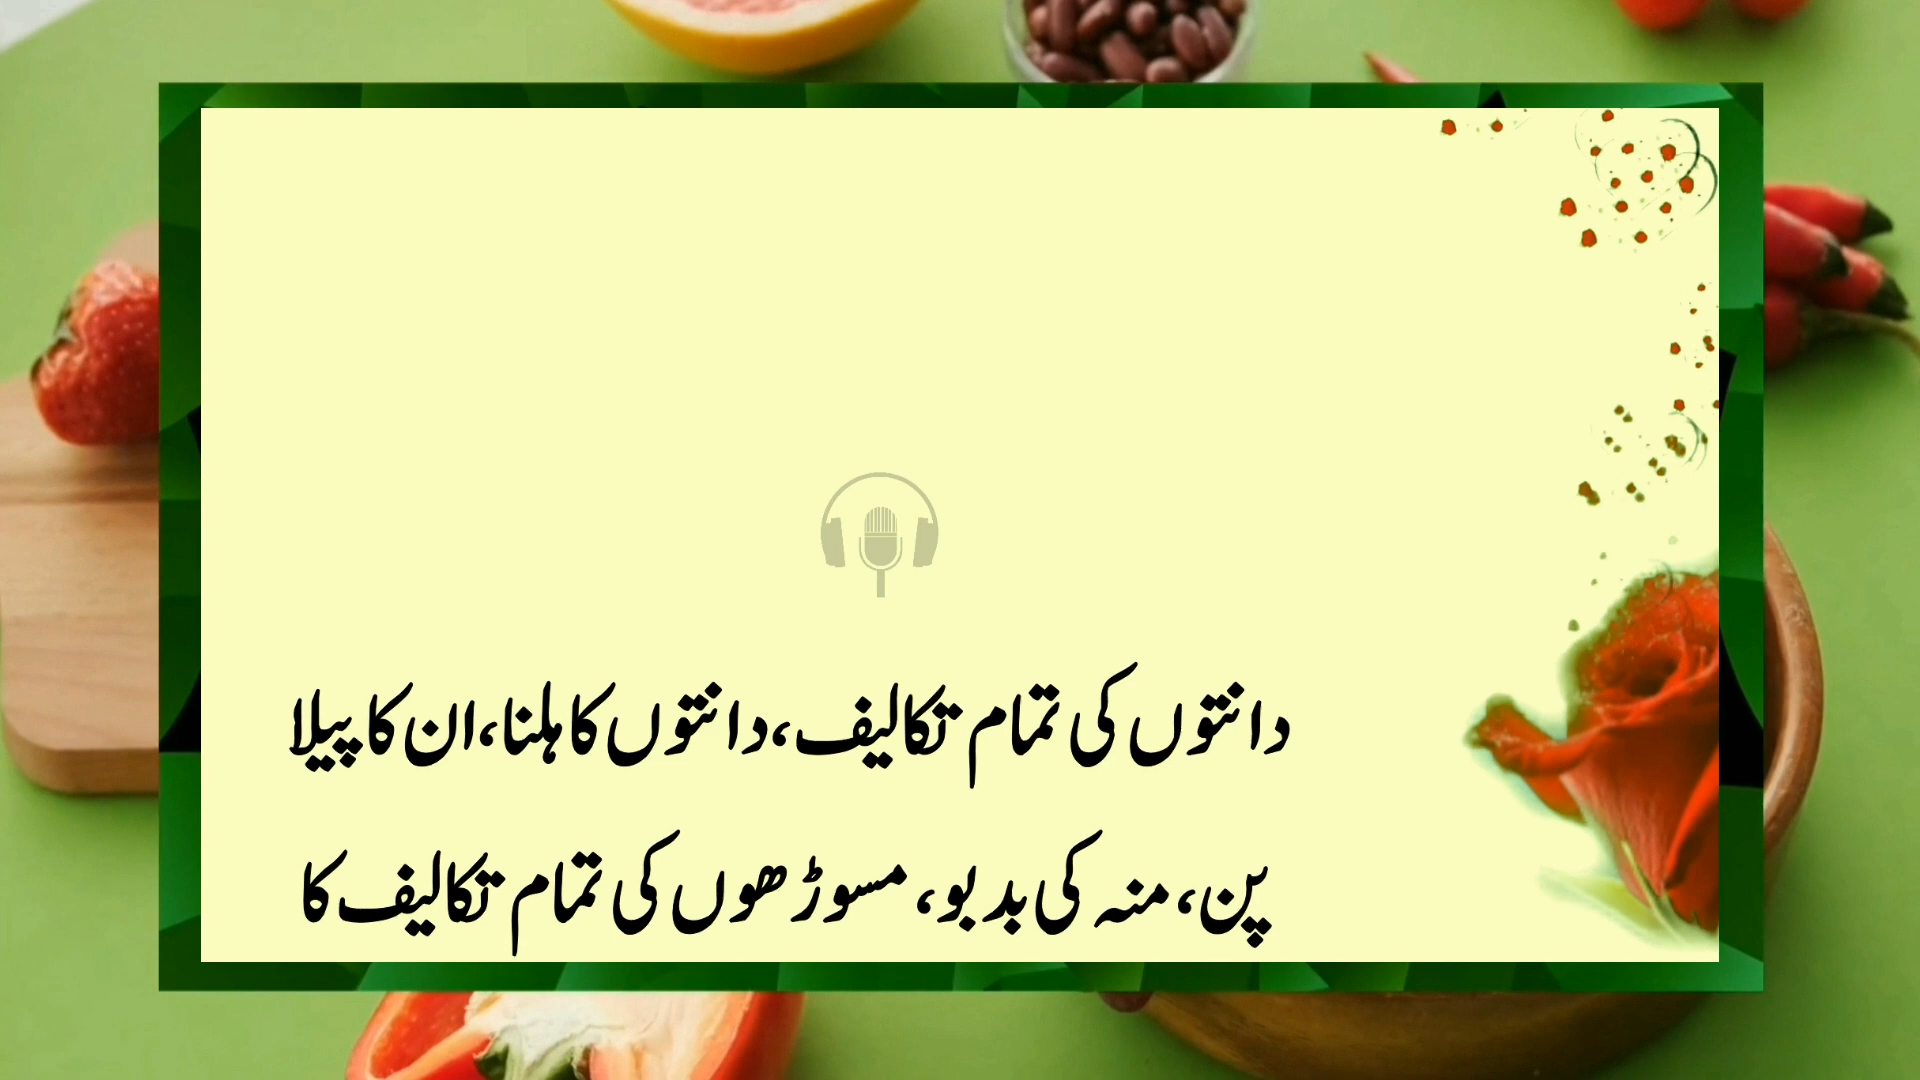 دانتوں کی تمام تکالیف،دانتوں کا ہلنا،ان کا پیلا
پن، منہ کی بدبو، مسوڑھوں کی تمام تکالیف کا